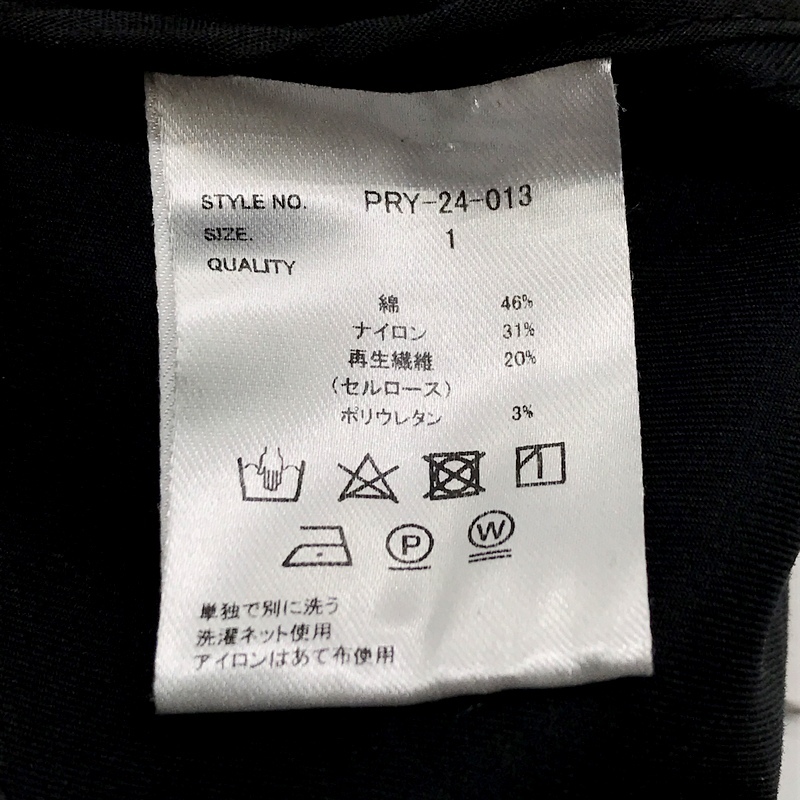 STYLE NO. PRY-24-013
SIZE. 1
QUALITY
綿 46%
ナイロン 31%
再生繊維 20%
(セルロース)
ポリウレタン 3%
P W
単独で別に洗う
洗濯ネット使用
アイロンはあて布使用